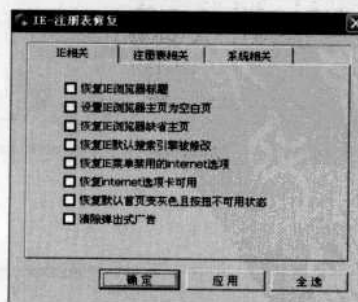 IE-注册表修复
IE相关 注册表相关 系统相关
恢复IE浏览器标题
设置IE浏览器主页为空白页
恢复IE浏览器缺省主页
恢复IE默认搜索引擎被修改
恢复IE菜单禁用的internet选项
恢复internet选项卡可用
恢复默认首页变灰色且按扭不可用状态
清除弹出式广告
确定 应用 全选